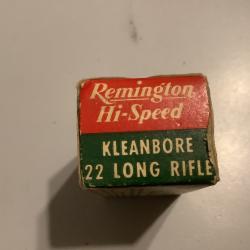 Remington
Hi-Speed
KLEANBORE
.22 LONG RIFLE